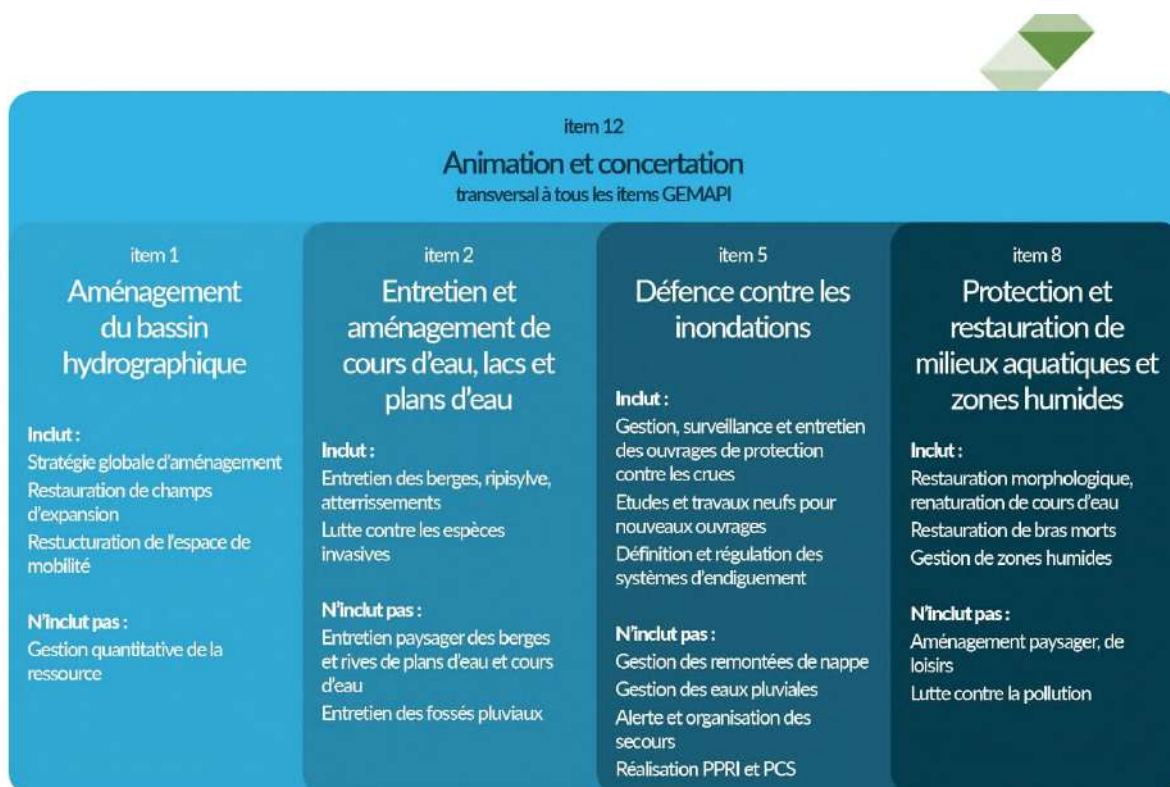 item 12
Animation et concertation
transversal à tous les items GEMAPI
item 1
Aménagement
du bassin
hydrographique
Inclut :
Stratégie globale d'aménagement
Restauration de champs
d'expansion
Restucturation de l'espace de
mobilité
N'inclut pas :
Gestion quantitative de la
ressource
item 2
Entretien et
aménagement de
cours d'eau, lacs et
plans d'eau
Inclut :
Entretien des berges, ripisylve,
atterrissements
Lutte contre les espèces
invasives
N'inclut pas :
Entretien paysager des berges
et rives de plans d'eau et cours
d'eau
Entretien des fossés pluviaux
item 5
Défence contre les
inondations
Inclut :
Gestion, surveillance et entretien
des ouvrages de protection
contre les crues
Etudes et travaux neufs pour
nouveaux ouvrages
Définition et régulation des
systèmes d'endiguement
N'inclut pas :
Gestion des remontées de nappe
Gestion des eaux pluviales
Alerte et organisation des
secours
Réalisation PPRI et PCS
item 8
Protection et
restauration de
milieux aquatiques et
zones humides
Inclut :
Restauration morphologique,
renaturation de cours d'eau
Restauration de bras morts
Gestion de zones humides
N'inclut pas :
Aménagement paysager, de
loisirs
Lutte contre la pollution